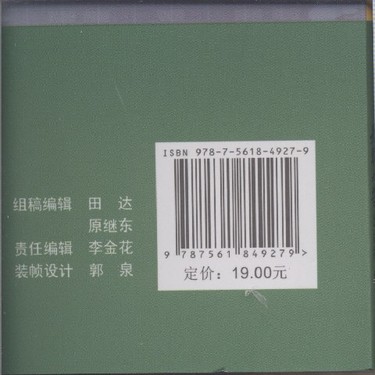 组稿编辑 田 达
原继东
责任编辑 李金花
装帧设计 郭 泉
ISBN 978-7-5618-4927-9
9 787561 849279>
定价：19.00元